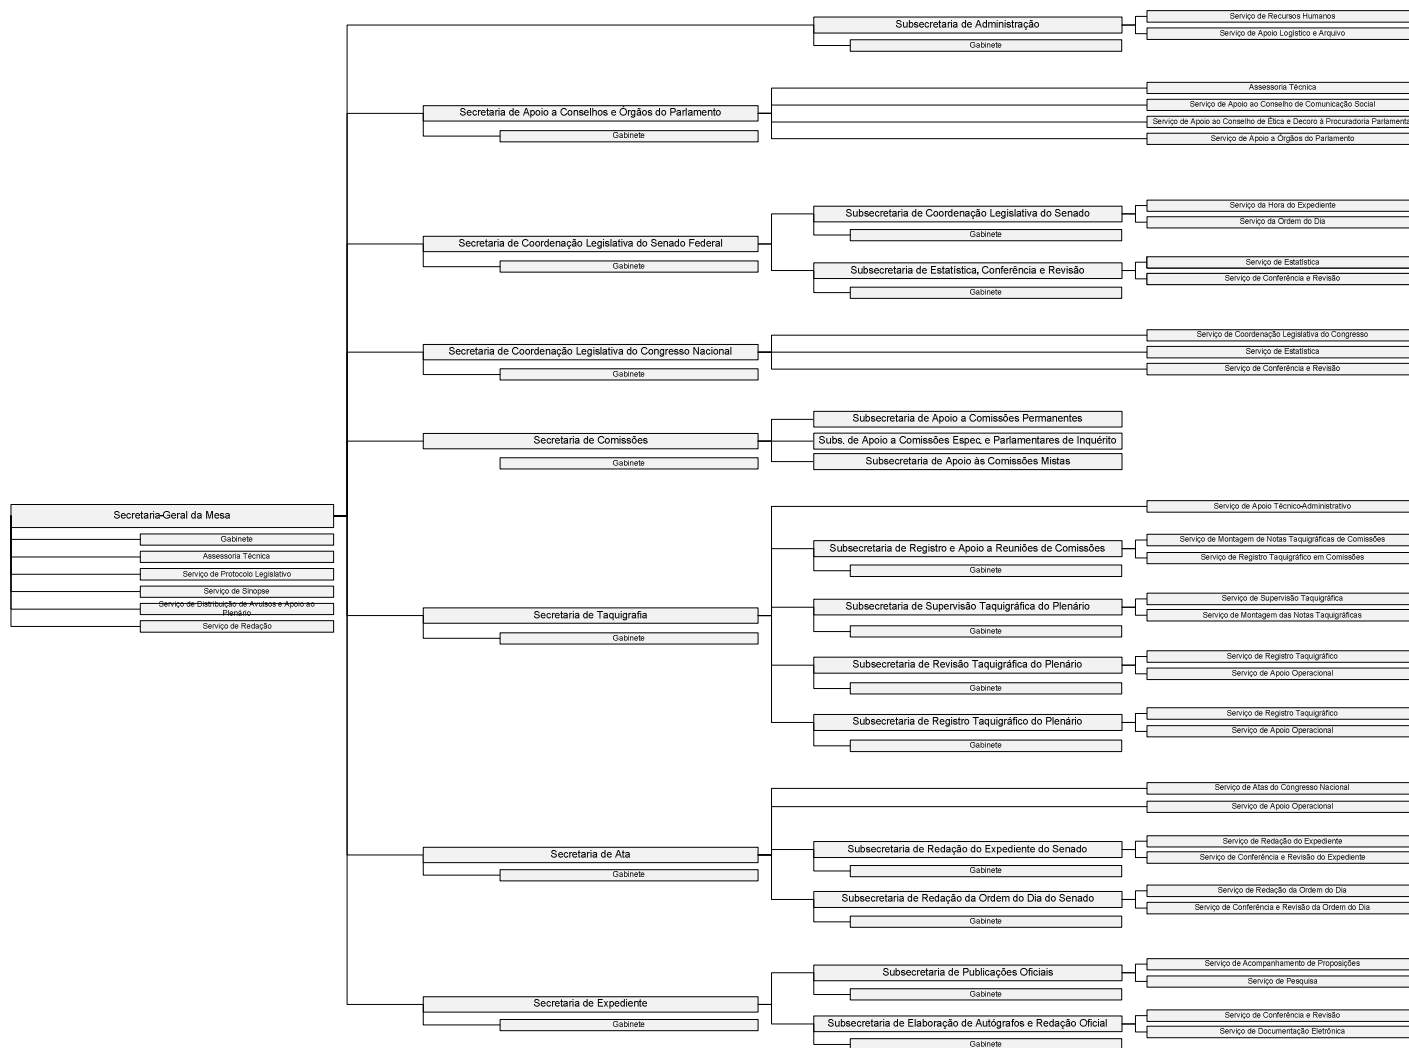 Subsecretaria de Administração
Gabinete
Serviço de Recursos Humanos
Serviço de Apoio Logístico e Arquivo
Secretaria de Apoio a Conselhos e Órgãos do Parlamento
Gabinete
Assessoria Técnica
Serviço de Apoio ao Conselho de Comunicação Social
Serviço de Apoio ao Conselho de Ética e Decoro à Procuradoria Parlamenta
Serviço de Apoio a Órgãos do Parlamento
Secretaria de Coordenação Legislativa do Senado Federal
Gabinete
Subsecretaria de Coordenação Legislativa do Senado
Gabinete
Serviço da Hora do Expediente
Serviço da Ordem do Dia
Subsecretaria de Estatística, Conferência e Revisão
Gabinete
Serviço de Estatística
Serviço de Conferência e Revisão
Secretaria de Coordenação Legislativa do Congresso Nacional
Gabinete
Serviço de Coordenação Legislativa do Congresso
Serviço de Estatística
Serviço de Conferência e Revisão
Secretaria de Comissões
Gabinete
Subsecretaria de Apoio a Comissões Permanentes
Subs. de Apoio a Comissões Espec. e Parlamentares de Inquérito
Subsecretaria de Apoio às Comissões Mistas
Secretaria-Geral da Mesa
Gabinete
Assessoria Técnica
Serviço de Protocolo Legislativo
Serviço de Sinopse
Serviço de Distribuição de Avulsos e Apoio ao
Plenário
Serviço de Redação
Secretaria de Taquigrafia
Gabinete
Serviço de Apoio Técnico-Administrativo
Subsecretaria de Registro e Apoio a Reuniões de Comissões
Gabinete
Serviço de Montagem de Notas Taquigráficas de Comissões
Serviço de Registro Taquigráfico em Comissões
Subsecretaria de Supervisão Taquigráfica do Plenário
Gabinete
Serviço de Supervisão Taquigráfica
Serviço de Montagem das Notas Taquigráficas
Subsecretaria de Revisão Taquigráfica do Plenário
Gabinete
Serviço de Registro Taquigráfico
Serviço de Apoio Operacional
Subsecretaria de Registro Taquigráfico do Plenário
Gabinete
Serviço de Registro Taquigráfico
Serviço de Apoio Operacional
Secretaria de Ata
Gabinete
Serviço de Atas do Congresso Nacional
Serviço de Apoio Operacional
Subsecretaria de Redação do Expediente do Senado
Gabinete
Serviço de Redação do Expediente
Serviço de Conferência e Revisão do Expediente
Subsecretaria de Redação da Ordem do Dia do Senado
Gabinete
Serviço de Redação da Ordem do Dia
Serviço de Conferência e Revisão da Ordem do Dia
Secretaria de Expediente
Gabinete
Subsecretaria de Publicações Oficiais
Gabinete
Serviço de Acompanhamento de Proposições
Serviço de Pesquisa
Subsecretaria de Elaboração de Autógrafos e Redação Oficial
Gabinete
Serviço de Conferência e Revisão
Serviço de Documentação Eletrônica